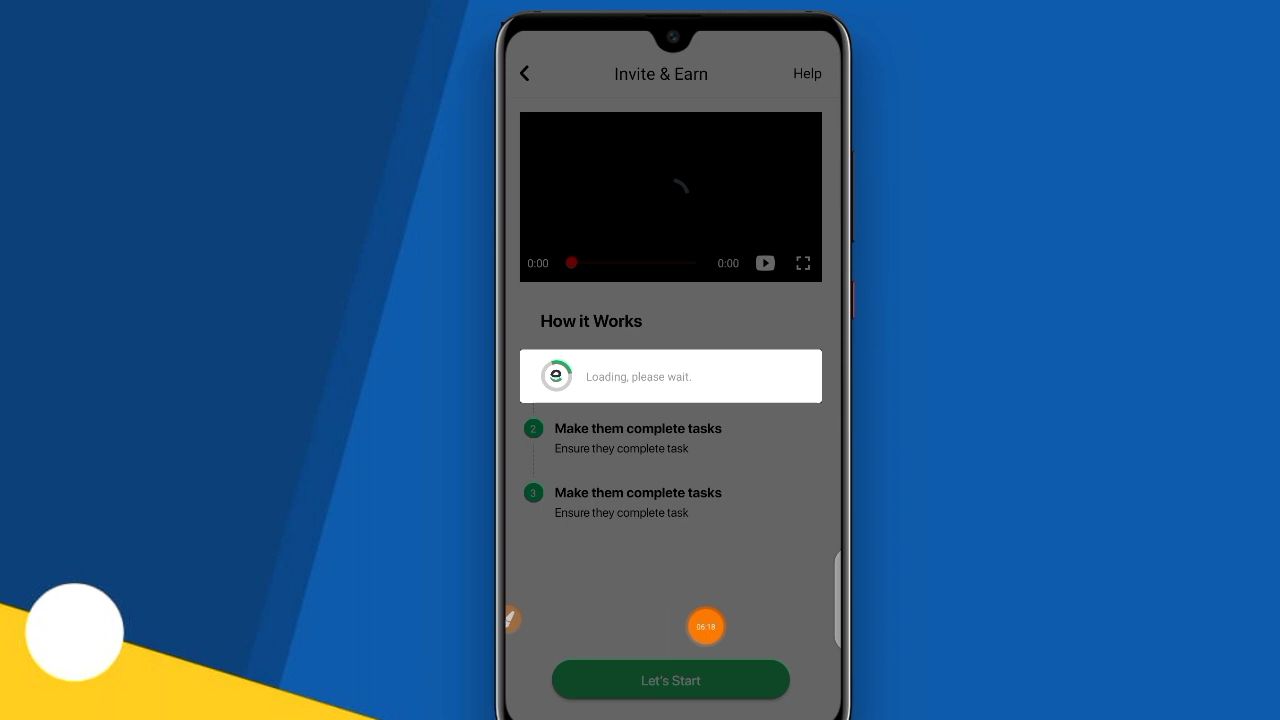 Invite & Earn
Help
0:00
0:00
How it Works
e
Loading, please wait.
2
Make them complete tasks
Ensure they complete task
3
Make them complete tasks
Ensure they complete task
06:18
Let's Start